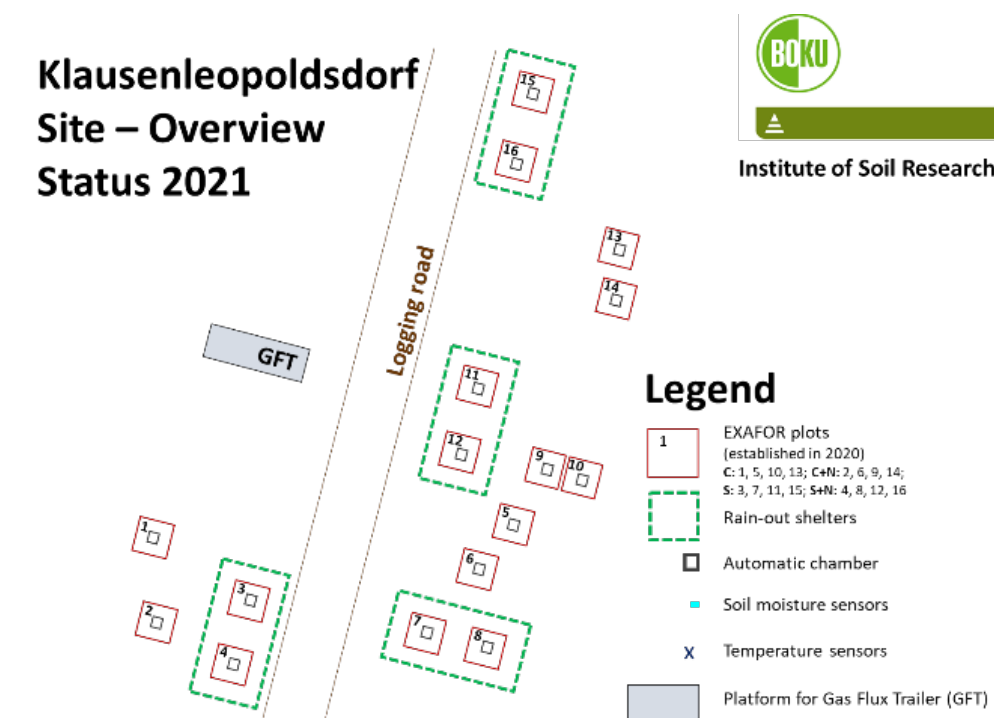 Klausenleopoldsdorf
Site – Overview
Status 2021
BOKU
Institute of Soil Research
15
16
13
14
Logging road
GFT
11
12
9
10
5
6
7
8
1
2
3
4
Legend
1
EXAFOR plots
(established in 2020)
C: 1, 5, 10, 13; C+N: 2, 6, 9, 14;
S: 3, 7, 11, 15; S+N: 4, 8, 12, 16
Rain-out shelters
Automatic chamber
Soil moisture sensors
X
Temperature sensors
Platform for Gas Flux Trailer (GFT)